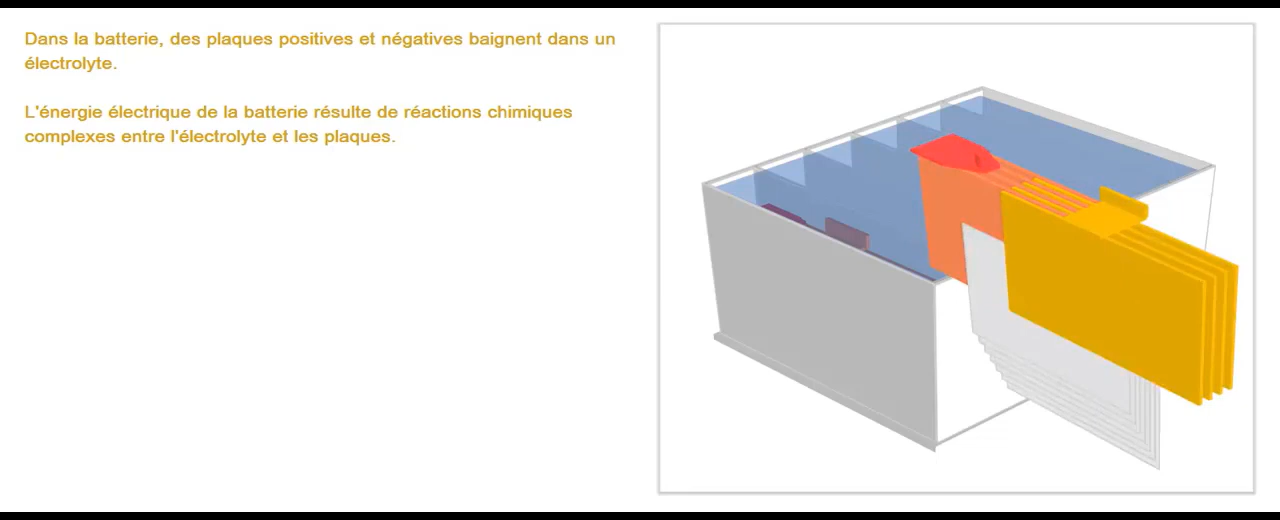 Dans la batterie, des plaques positives et négatives baignent dans un
électrolyte.
L'énergie électrique de la batterie résulte de réactions chimiques
complexes entre l'électrolyte et les plaques.